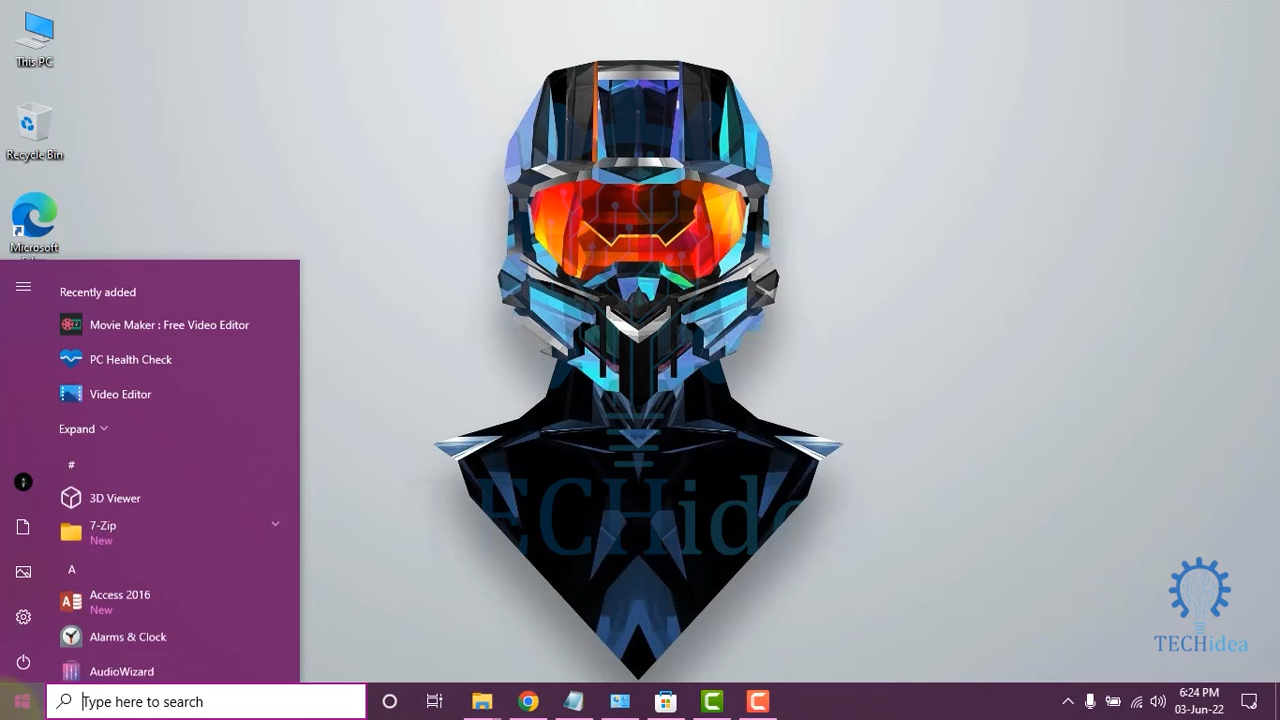 This PC
Recycle Bin
Microsoft
Recently added
Movie Maker : Free Video Editor
PC Health Check
Video Editor
Expand
#
3D Viewer
7-Zip
New
A
Access 2016
New
Alarms & Clock
AudioWizard
Type here to search
ECHide
TECHidea
6:24 PM
03-Jun-22